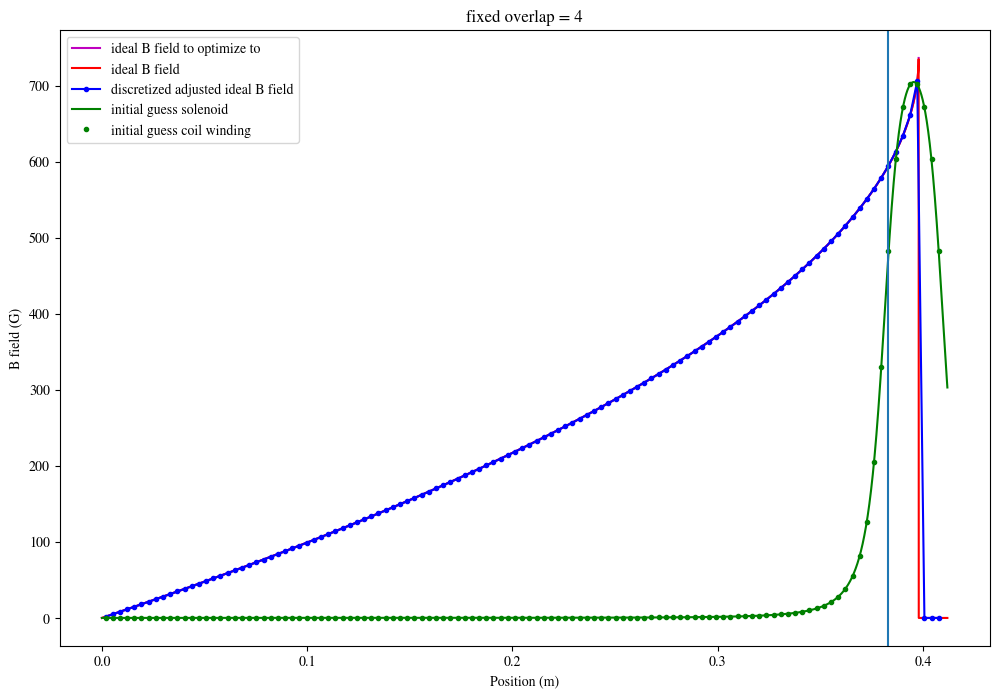 fixed overlap = 4
ideal B field to optimize to
ideal B field
discretized adjusted ideal B field
initial guess solenoid
initial guess coil winding
700
600
500
400
300
200
100
0
B field (G)
0.0 0.1 0.2 0.3 0.4
Position (m)